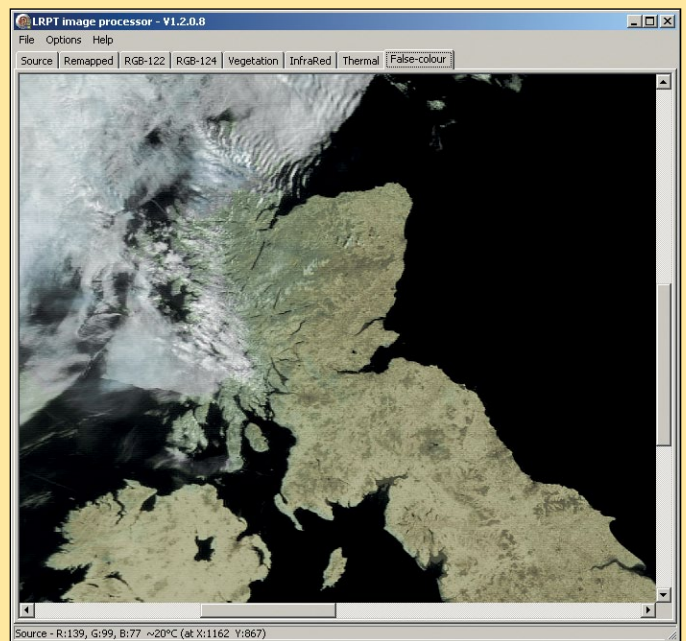 LRPT image processor - V1.2.0.8
File Options Help
Source Remapped RGB-122 RGB-124 Vegetation InfraRed Thermal False-colour
Source - R:139, G:99, B:77 ~20°C (at X:1162 Y:867)